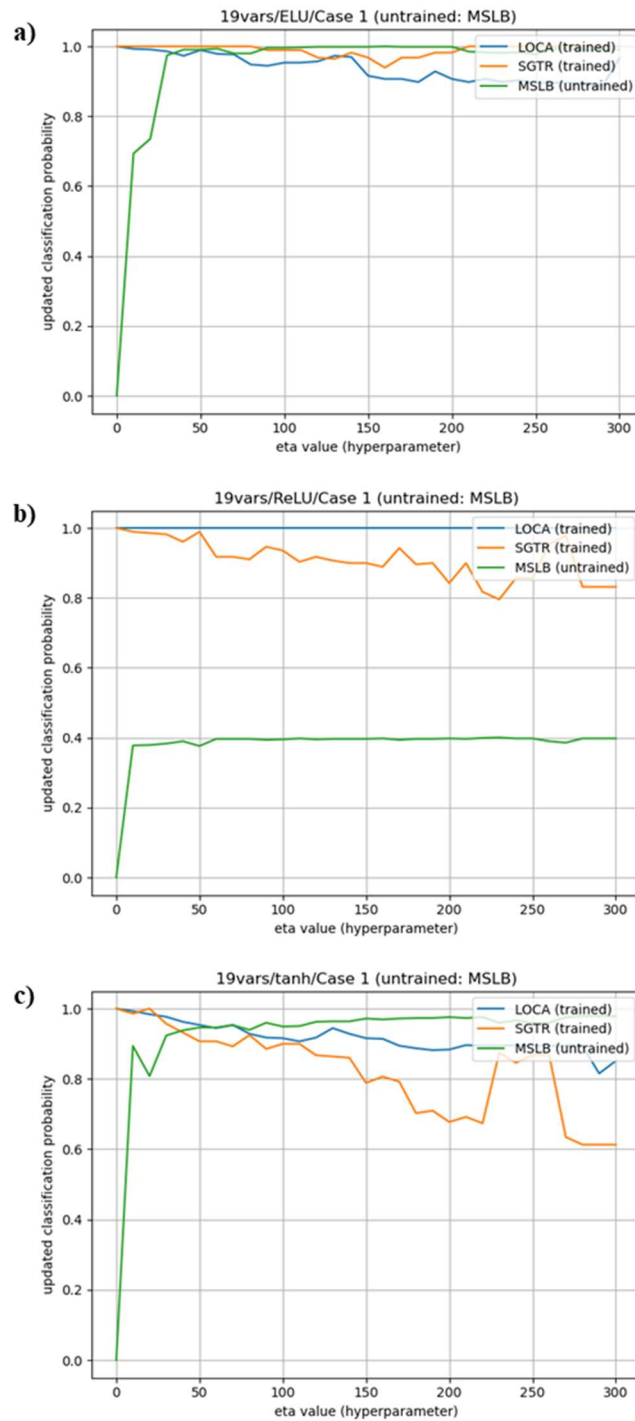 a)
19vars/ELU/Case 1 (untrained: MSLB)
1.0
0.8
0.6
0.4
0.2
0.0
updated classification probability
LOCA (trained)
SGTR (trained)
MSLB (untrained)
0 50 100 150 200 250 300
eta value (hyperparameter)
b)
19vars/ReLU/Case 1 (untrained: MSLB)
1.0
0.8
0.6
0.4
0.2
0.0
updated classification probability
LOCA (trained)
SGTR (trained)
MSLB (untrained)
0 50 100 150 200 250 300
eta value (hyperparameter)
c)
19vars/tanh/Case 1 (untrained: MSLB)
1.0
0.8
0.6
0.4
0.2
0.0
updated classification probability
LOCA (trained)
SGTR (trained)
MSLB (untrained)
0 50 100 150 200 250 300
eta value (hyperparameter)